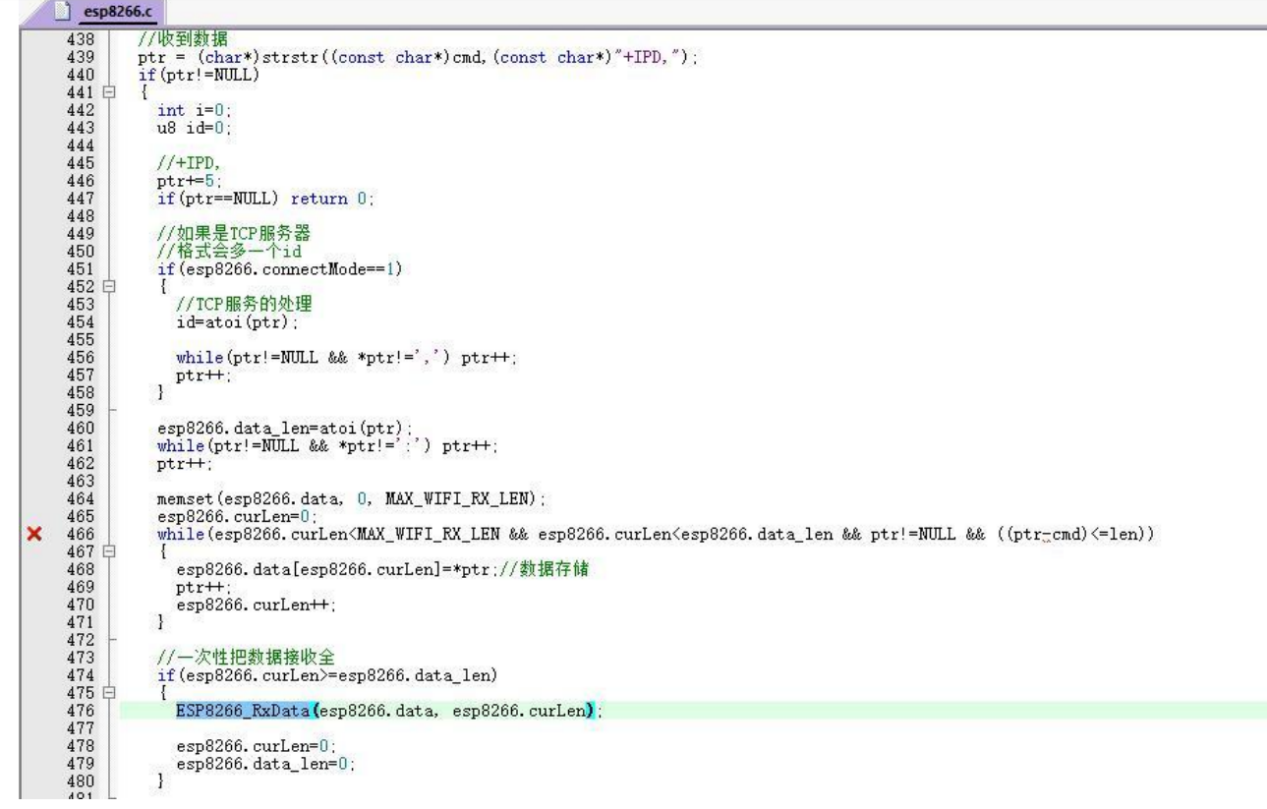 esp8266.c
438 //收到数据
439 ptr = (char*)strstr((const char*)cmd,(const char*)"+IPD,");
440 if(ptr!=NULL)
441 {
442 int i=0;
443 u8 id=0;
444
445 //+IPD,
446 ptr+=5;
447 if(ptr==NULL) return 0;
448
449 //如果是TCP服务器
450 //格式会多一个id
451 if(esp8266.connectMode==1)
452 {
453 //TCP服务的处理
454 id=atoi(ptr);
455
456 while(ptr!=NULL && *ptr!=',') ptr++;
457 ptr++;
458 }
459
460 esp8266.data_len=atoi(ptr);
461 while(ptr!=NULL && *ptr!=':') ptr++;
462 ptr++;
463
464 memset(esp8266.data, 0, MAX_WIFI_RX_LEN);
465 esp8266.curLen=0;
466 while(esp8266.curLen<MAX_WIFI_RX_LEN && esp8266.curLen<esp8266.data_len && ptr!=NULL && ((ptr-cmd)<=len))
467 {
468 esp8266.data[esp8266.curLen]=*ptr;//数据存储
469 ptr++;
470 esp8266.curLen++;
471 }
472
473 //一次性把数据接收全
474 if(esp8266.curLen>=esp8266.data_len)
475 {
476 ESP8266_RxData(esp8266.data, esp8266.curLen);
477
478 esp8266.curLen=0;
479 esp8266.data_len=0;
480 }
481